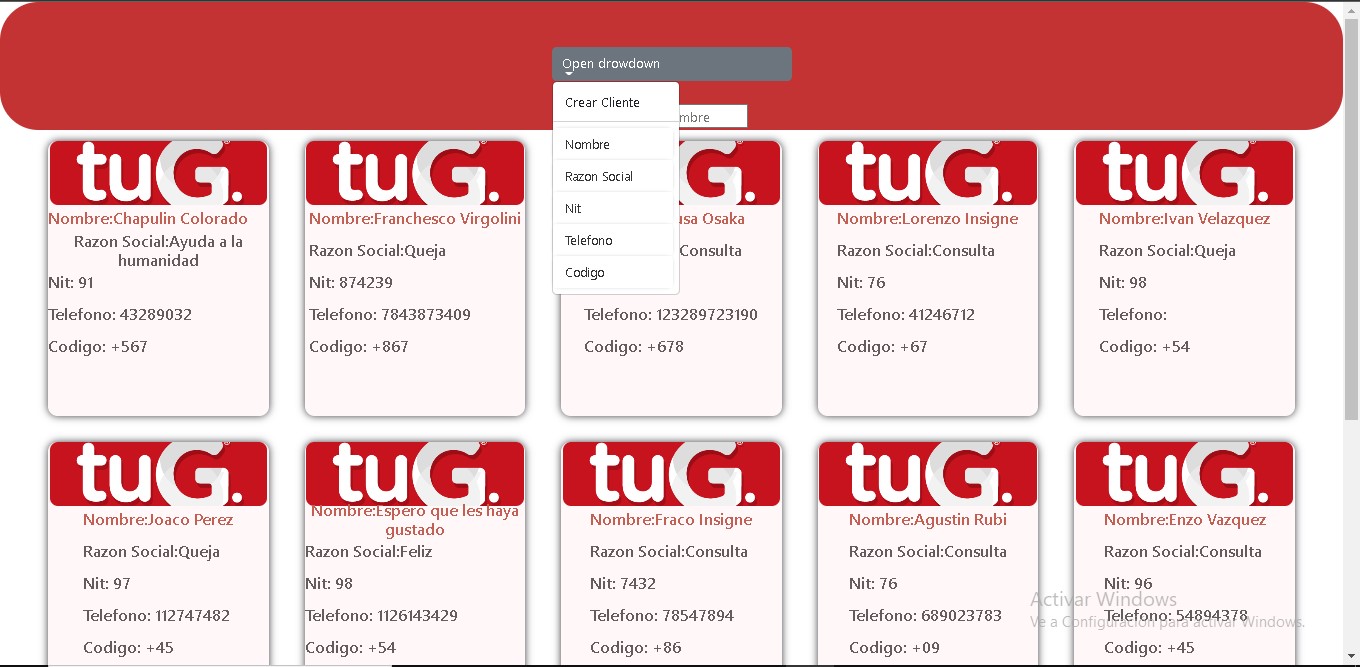 Open drowdown
Crear Cliente
mbre
Nombre
Razon Social
Nit
Telefono
Codigo
tuG.
Nombre:Chapulin Colorado
Razon Social:Ayuda a la
humanidad
Nit: 91
Telefono: 43289032
Codigo: +567
tuG.
Nombre:Franchesco Virgolini
Razon Social:Queja
Nit: 874239
Telefono: 7843873409
Codigo: +867
G.
usa Osaka
Consulta
Telefono: 123289723190
Codigo: +678
tuG.
Nombre:Lorenzo Insigne
Razon Social:Consulta
Nit: 76
Telefono: 41246712
Codigo: +67
tuG.
Nombre:Ivan Velazquez
Razon Social:Queja
Nit: 98
Telefono:
Codigo: +54
tuG.
Nombre:Joaco Perez
Razon Social:Queja
Nit: 97
Telefono: 112747482
Codigo: +45
tuG.
Nombre:Espero que les haya
gustado
Razon Social:Feliz
Nit: 98
Telefono: 1126143429
Codigo: +54
tuG.
Nombre:Fraco Insigne
Razon Social:Consulta
Nit: 7432
Telefono: 78547894
Codigo: +86
tuG.
Nombre:Agustin Rubi
Razon Social:Consulta
Nit: 76
Telefono: 689023783
Codigo: +09
tuG.
Nombre:Enzo Vazquez
Razon Social:Consulta
Nit: 96
Telefono: 54894378
Codigo: +45
Activar Windows
Ve a Configuración para activar Windows.